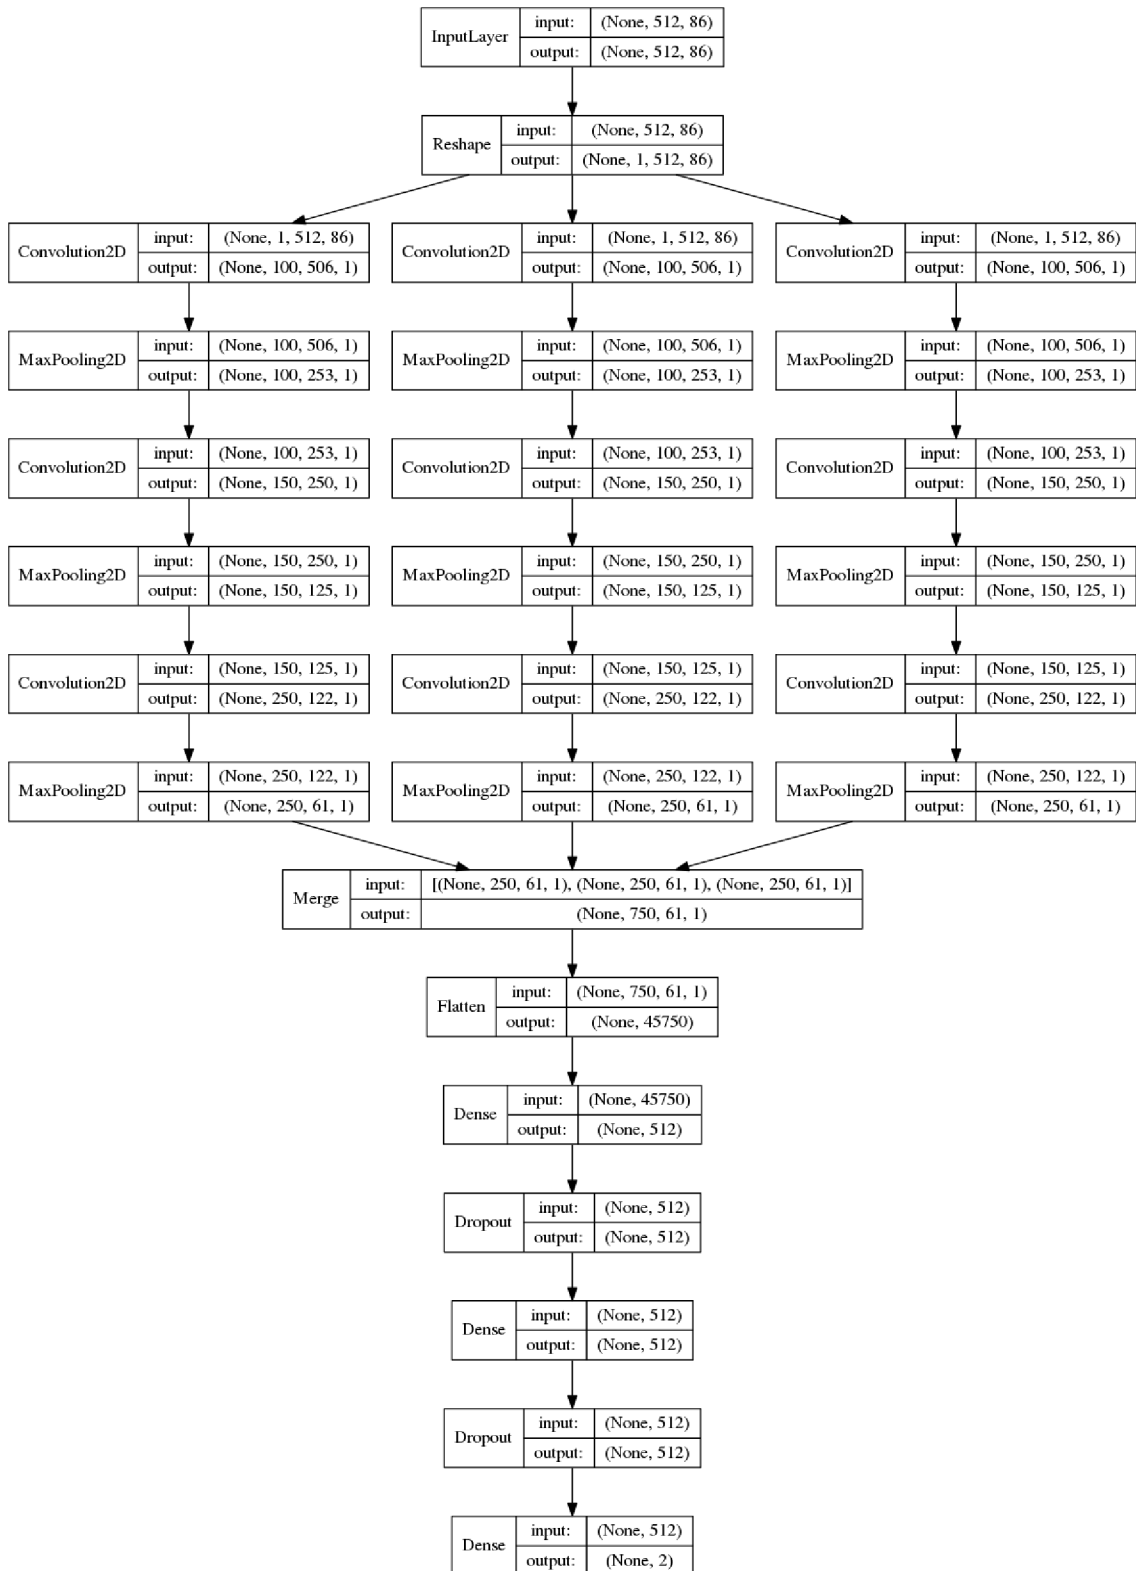 InputLayer input: (None, 512, 86)
output: (None, 512, 86)
Reshape input: (None, 512, 86)
output: (None, 1, 512, 86)
Convolution2D input: (None, 1, 512, 86)
output: (None, 100, 506, 1)
Convolution2D input: (None, 1, 512, 86)
output: (None, 100, 506, 1)
Convolution2D input: (None, 1, 512, 86)
output: (None, 100, 506, 1)
MaxPooling2D input: (None, 100, 506, 1)
output: (None, 100, 253, 1)
MaxPooling2D input: (None, 100, 506, 1)
output: (None, 100, 253, 1)
MaxPooling2D input: (None, 100, 506, 1)
output: (None, 100, 253, 1)
Convolution2D input: (None, 100, 253, 1)
output: (None, 150, 250, 1)
Convolution2D input: (None, 100, 253, 1)
output: (None, 150, 250, 1)
Convolution2D input: (None, 100, 253, 1)
output: (None, 150, 250, 1)
MaxPooling2D input: (None, 150, 250, 1)
output: (None, 150, 125, 1)
MaxPooling2D input: (None, 150, 250, 1)
output: (None, 150, 125, 1)
MaxPooling2D input: (None, 150, 250, 1)
output: (None, 150, 125, 1)
Convolution2D input: (None, 150, 125, 1)
output: (None, 250, 122, 1)
Convolution2D input: (None, 150, 125, 1)
output: (None, 250, 122, 1)
Convolution2D input: (None, 150, 125, 1)
output: (None, 250, 122, 1)
MaxPooling2D input: (None, 250, 122, 1)
output: (None, 250, 61, 1)
MaxPooling2D input: (None, 250, 122, 1)
output: (None, 250, 61, 1)
MaxPooling2D input: (None, 250, 122, 1)
output: (None, 250, 61, 1)
Merge input: [(None, 250, 61, 1), (None, 250, 61, 1), (None, 250, 61, 1)]
output: (None, 750, 61, 1)
Flatten input: (None, 750, 61, 1)
output: (None, 45750)
Dense input: (None, 45750)
output: (None, 512)
Dropout input: (None, 512)
output: (None, 512)
Dense input: (None, 512)
output: (None, 512)
Dropout input: (None, 512)
output: (None, 512)
Dense input: (None, 512)
output: (None, 2)